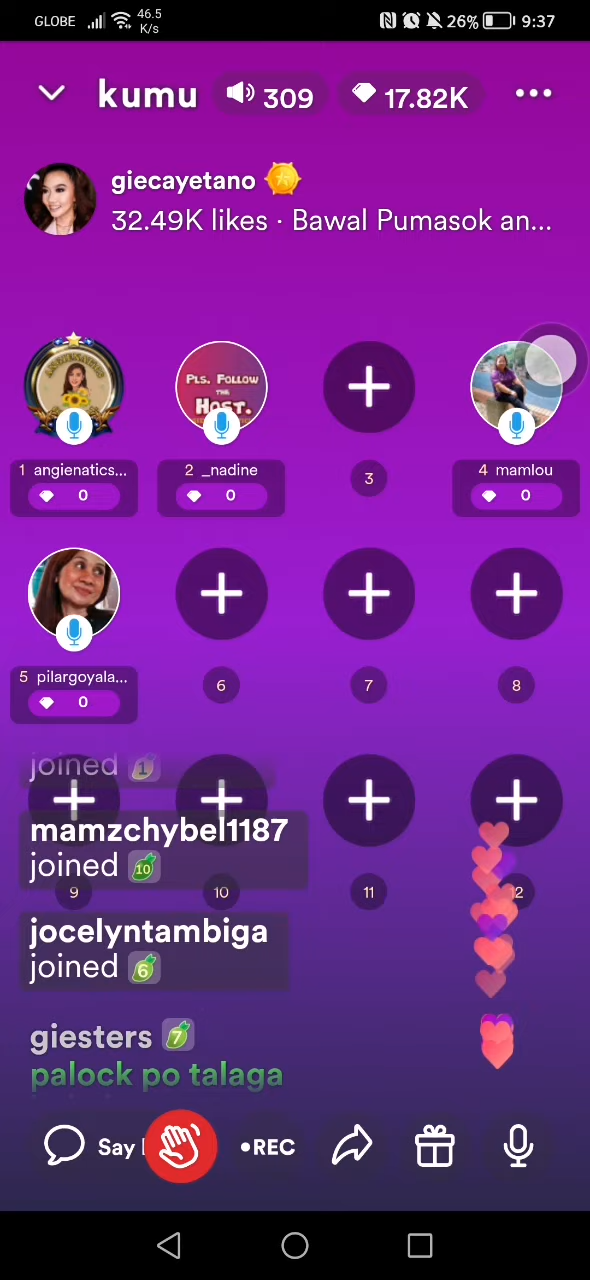 GLOBE 46.5 K/s 26% 9:37
kumu 309 17.82K
giecayetano
32.49K likes · Bawal Pumasok an...
PLS. FOLLOW
THE
HOST.
1 angienatics... 2 _nadine 3 4 mamlou
0 0 0
5 pilargoyala... 6 7 8
0
joined 1
mamzchybel1187
joined 10
9 10 11 12
jocelyntambiga
joined 6
giesters 7
palock po talaga
Say •REC